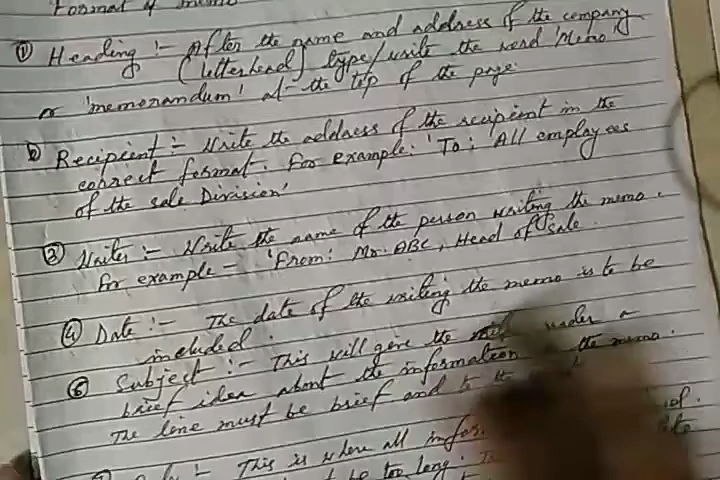 Format of memo
① Heading :- After the name and address of the company
(letterhead) type/write the word 'Memo'
or 'memorandum' at the top of the page.
② Recipient :- Write the address of the recipient in the
correct format. For example: 'To: All employees
of the sale Division'
③ Writer :- Write the name of the person writing the memo.
for example - 'From: Mr. ABC, Head of Sale.
④ Date :- The date of the writing the memo is to be
included.
⑤ Subject :- This will give the reader a
brief idea about the information the memo.
The line must be brief and to the
:- This is where all infor
be too long.